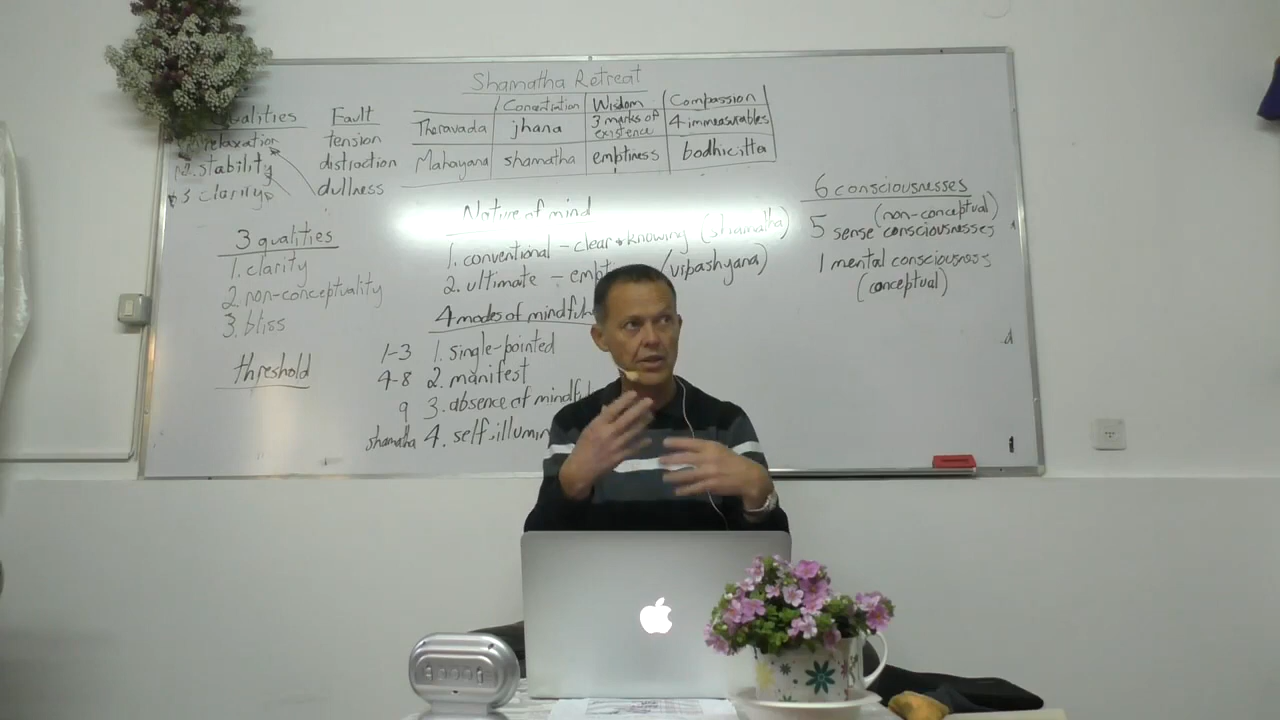 Shamatha Retreat
Qualities
relaxation
2. stability
3 clarity
Fault
tension
distraction
dullness
Concentration Wisdom Compassion
Theravada jhana 3 marks of existence 4 immeasurables
Mahayana shamatha emptiness bodhicitta
3 qualities
1. clarity
2. non-conceptuality
3. bliss
threshold
Nature of mind
1. conventional - clear + knowing (shamatha)
2. ultimate - empti (vipashyana)
4 modes of mindful
1-3 1. single-pointed
4-8 2. manifest
9 3. absence of mindful
shamatha 4. self-illumin
6 consciousnesses
(non-conceptual)
5 sense consciousnesses
1 mental consciousness
(conceptual)